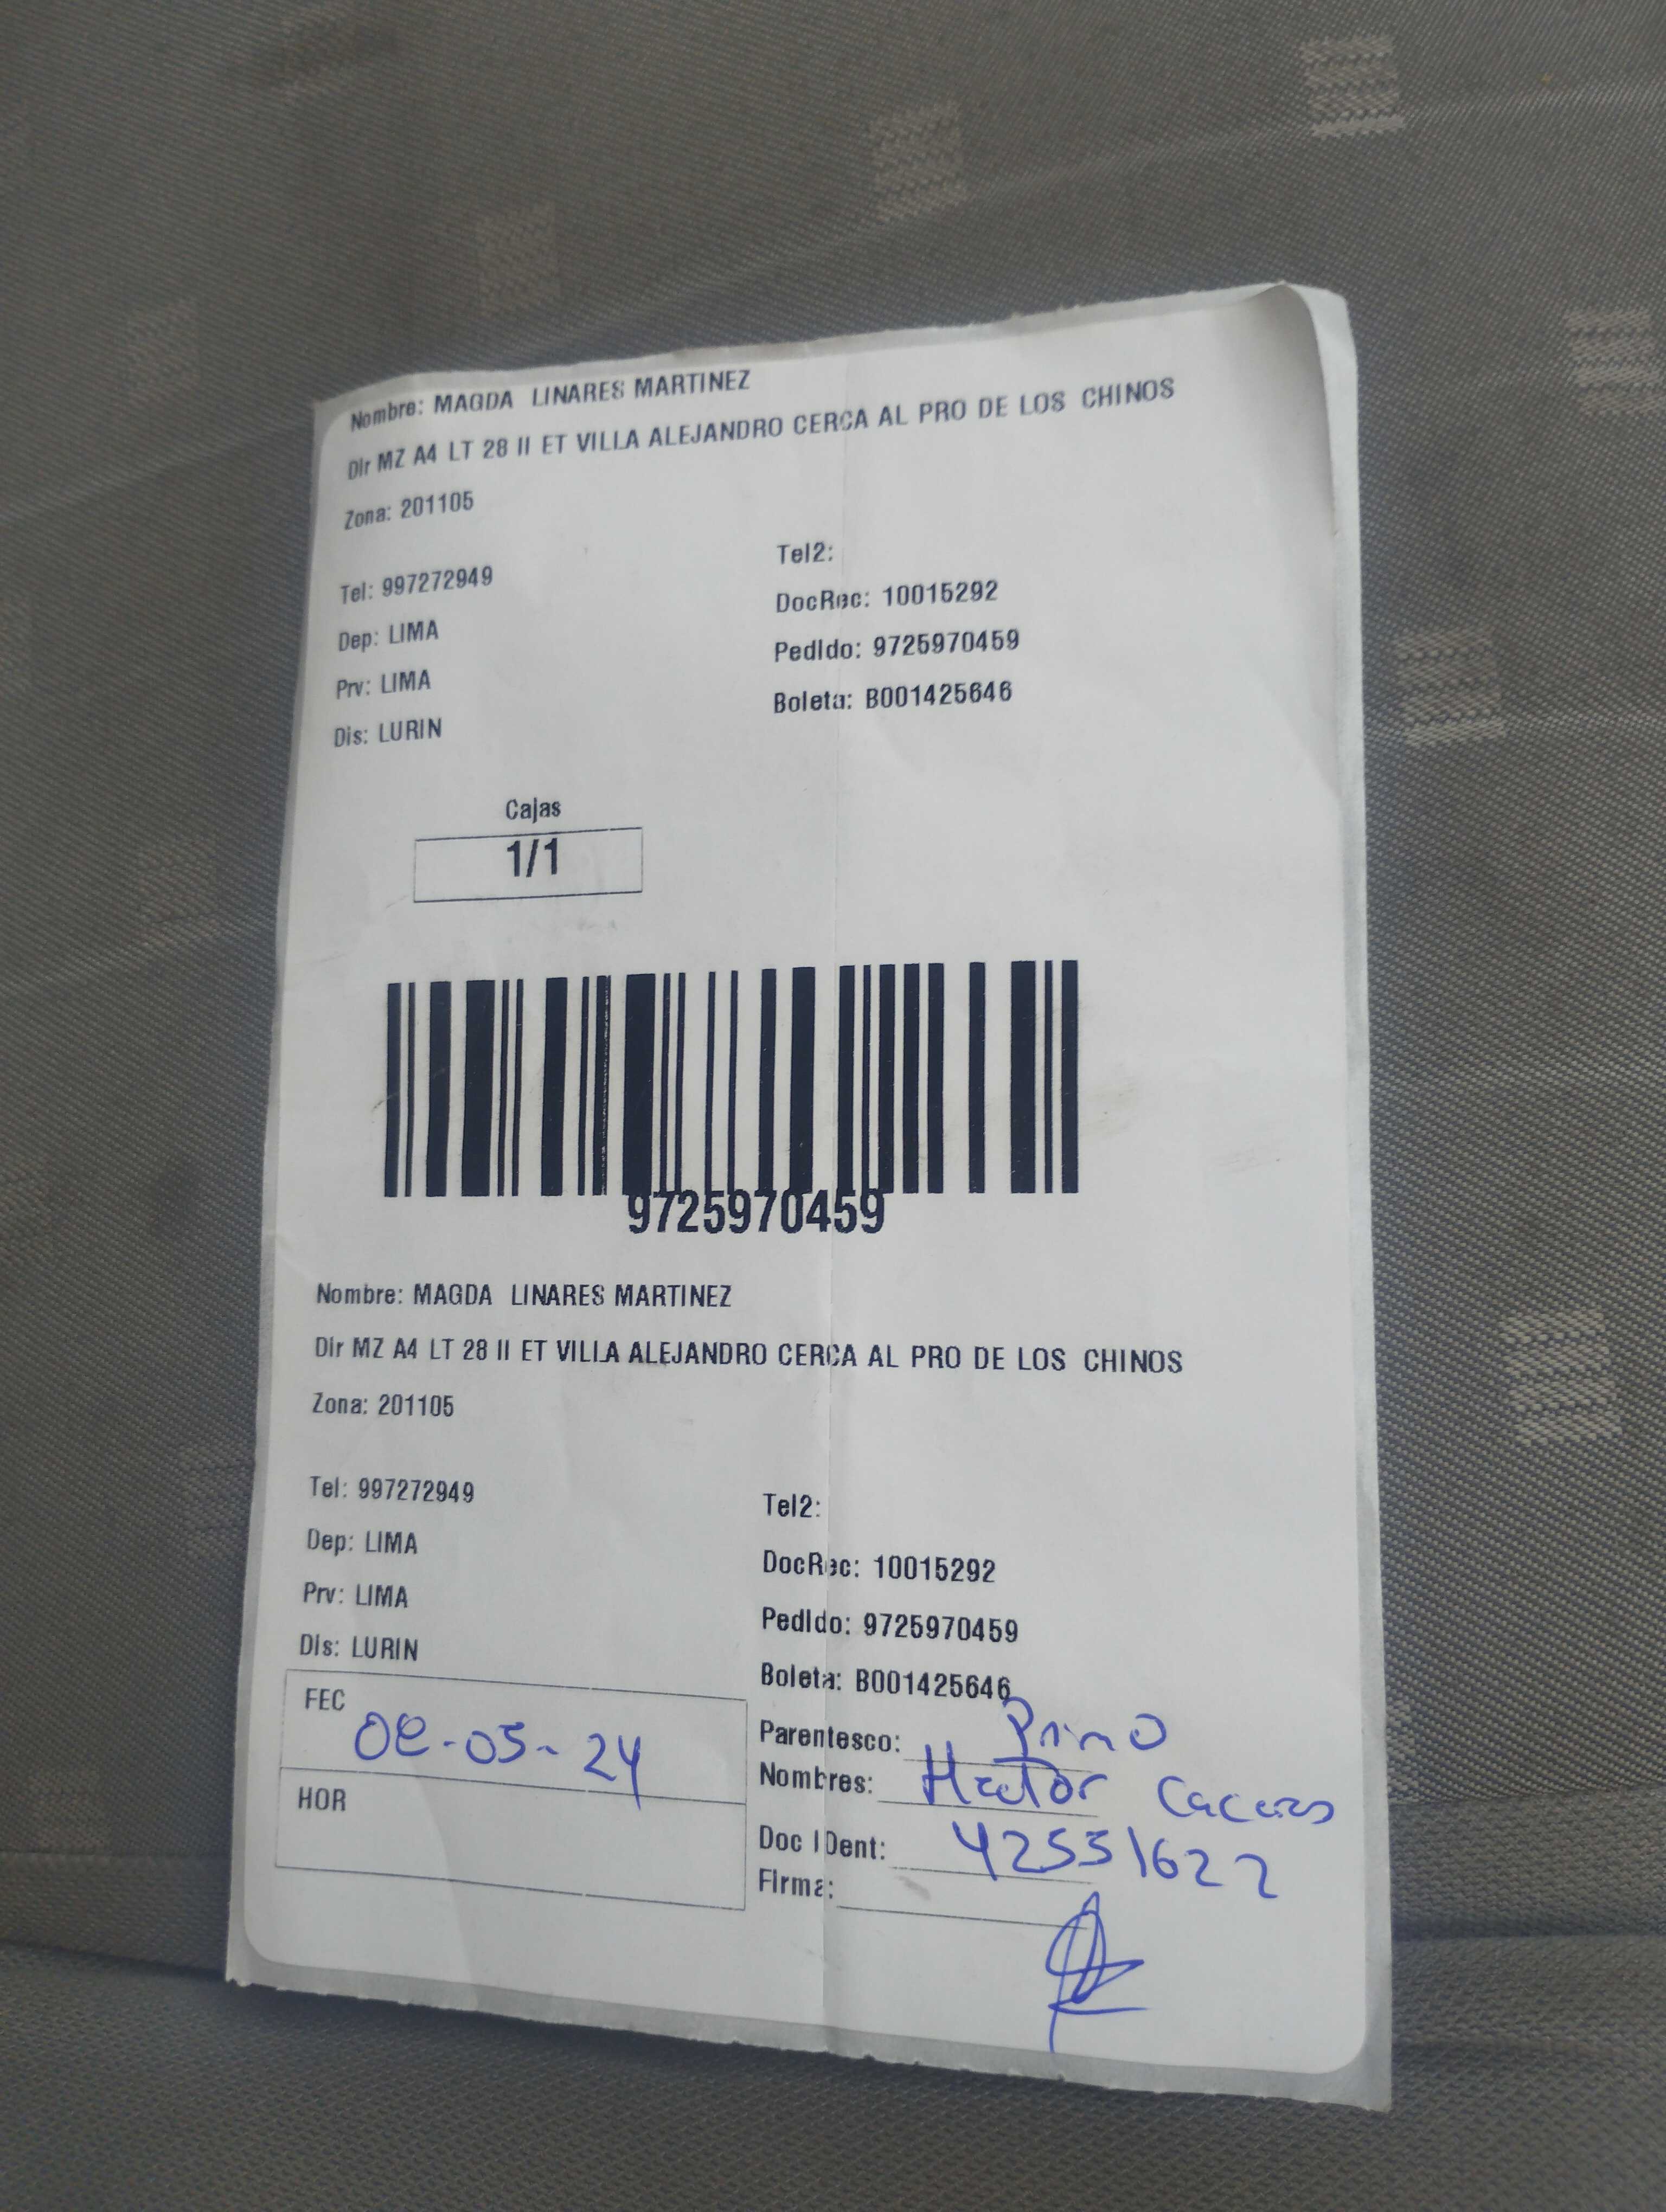 Nombre: MAGDA LINARES MARTINEZ
Dir MZ A4 LT 28 II ET VILLA ALEJANDRO CERCA AL PRO DE LOS CHINOS
Zona: 201105
Tel: 997272949
Tel2:
Dep: LIMA
DocRec: 10015292
Prv: LIMA
Pedido: 9725970459
Dis: LURIN
Boleta: B001425646
Cajas
1/1
9725970459
Nombre: MAGDA LINARES MARTINEZ
Dir MZ A4 LT 28 II ET VILLA ALEJANDRO CERCA AL PRO DE LOS CHINOS
Zona: 201105
Tel: 997272949
Tel2:
Dep: LIMA
DocRec: 10015292
Prv: LIMA
Pedido: 9725970459
Dis: LURIN
Boleta: B001425646
FEC -05-24
HOR
Parentesco: Primo
Nombres: Hector
Doc IDent: 42551622
Firma: